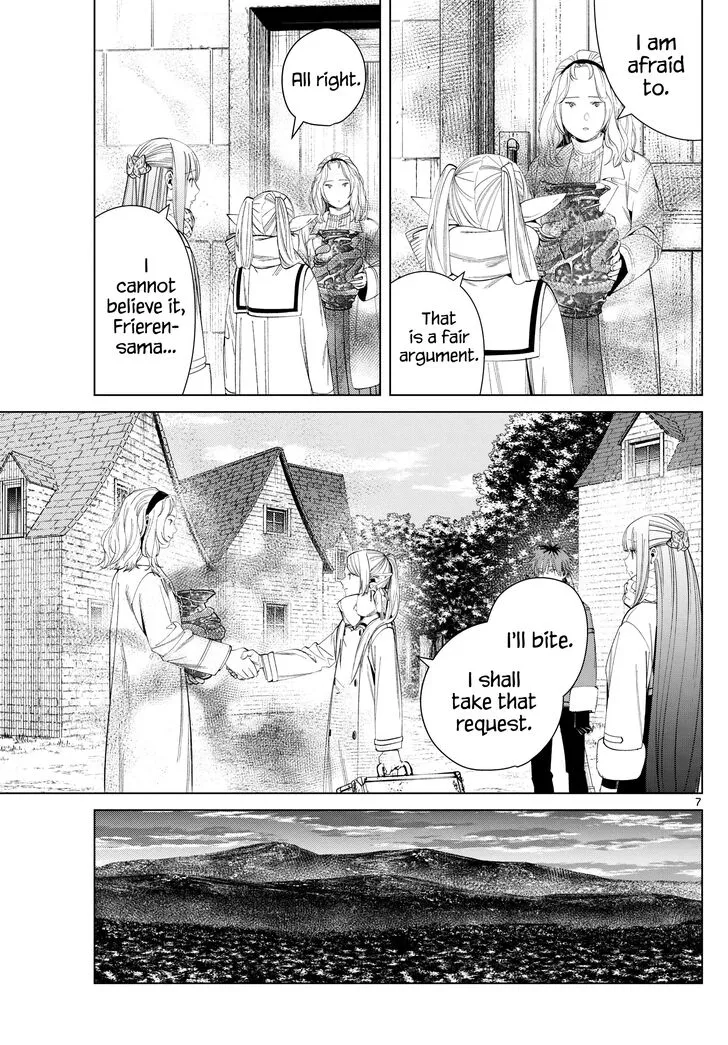 I am
afraid
to.
That
is a fair
argument.
All right.
I
cannot
believe it,
Frieren-
sama...
I'll bite.
I shall
take that
request.
7